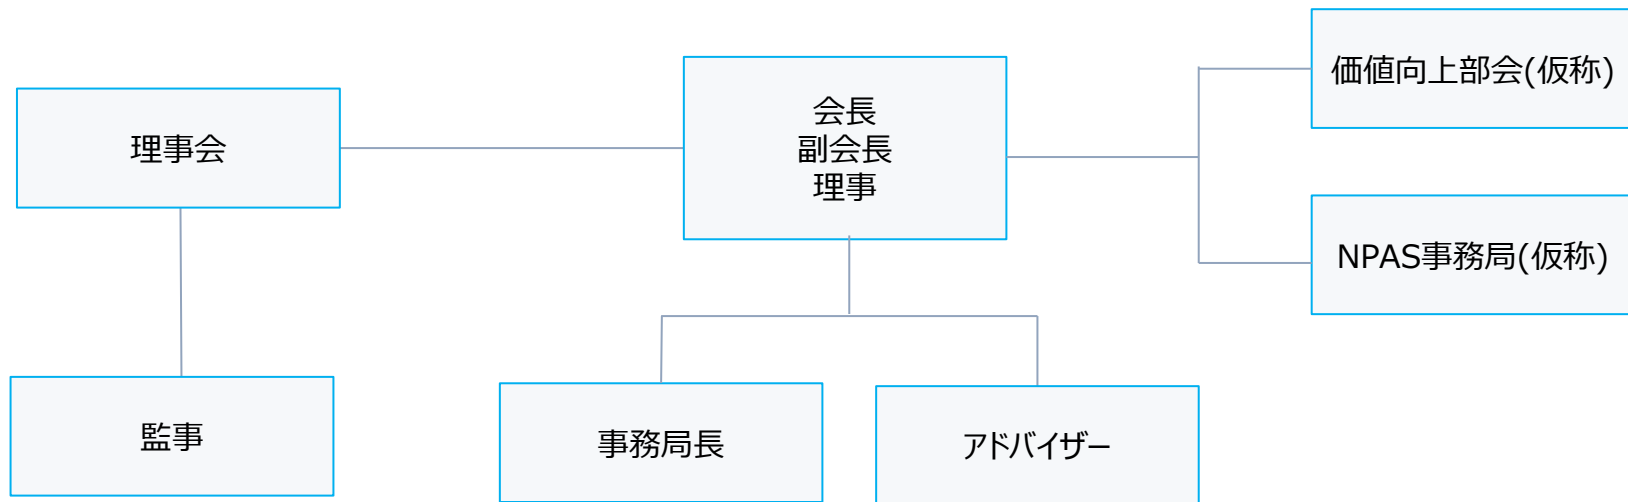 価値向上部会(仮称)
理事会
会長
副会長
理事
NPAS事務局(仮称)
監事
事務局長
アドバイザー